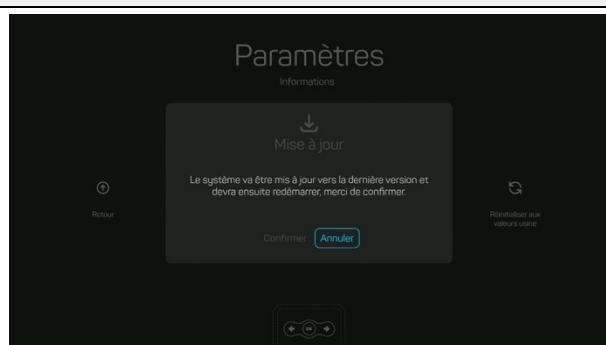 Paramètres
Informations
Mise à jour
Le système va être mis à jour vers la dernière version et
devra ensuite redémarrer, merci de confirmer.
Retour
Réinitialiser aux
valeurs usine
Confirmer Annuler
OK